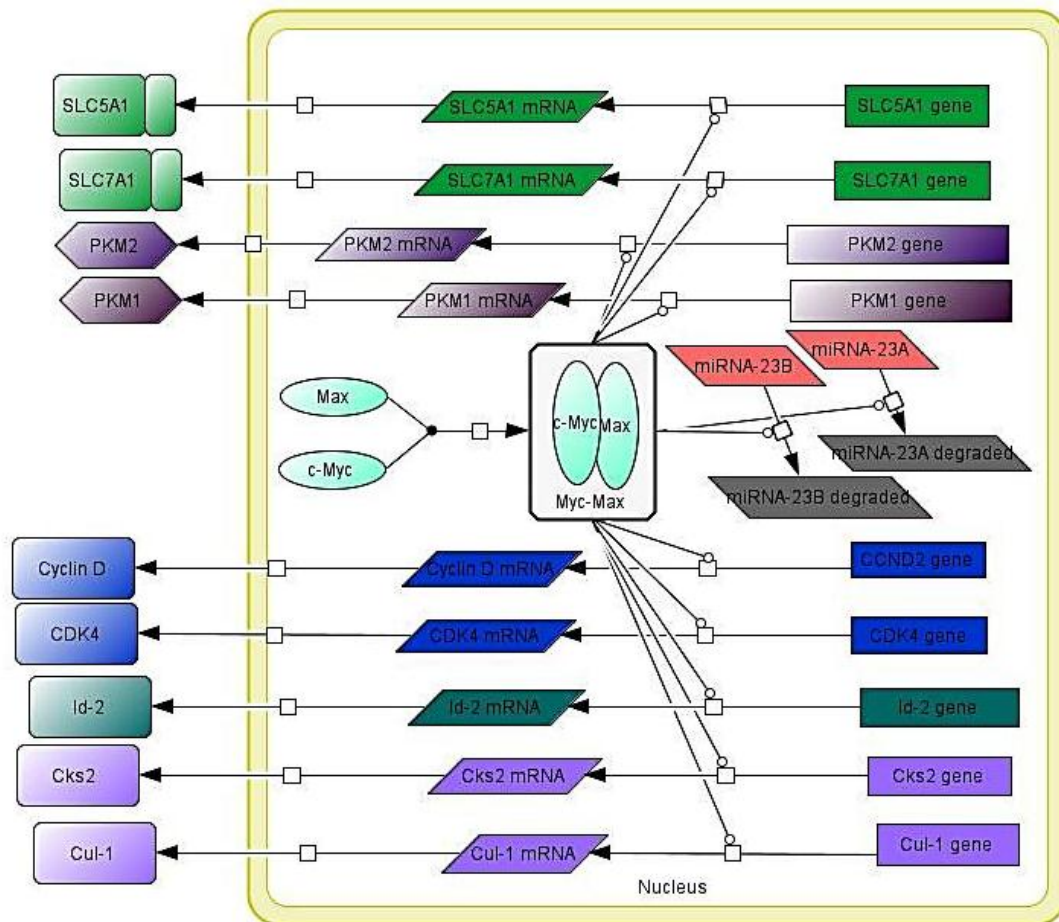 SLC5A1
SLC5A1 mRNA
SLC5A1 gene
SLC7A1
SLC7A1 mRNA
SLC7A1 gene
PKM2
PKM2 mRNA
PKM2 gene
PKM1
PKM1 mRNA
PKM1 gene
miRNA-23B
miRNA-23A
Max
c-Myc
c-Myc
Max
Myc-Max
miRNA-23A degraded
miRNA-23B degraded
Cyclin D
Cyclin D mRNA
CCND2 gene
CDK4
CDK4 mRNA
CDK4 gene
Id-2
Id-2 mRNA
Id-2 gene
Cks2
Cks2 mRNA
Cks2 gene
Cul-1
Cul-1 mRNA
Cul-1 gene
Nucleus